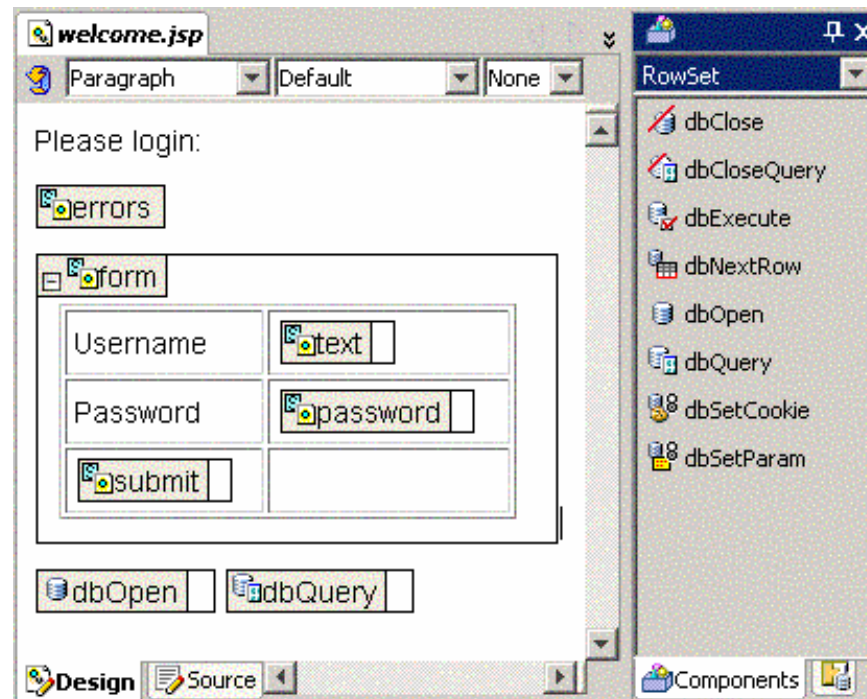 welcome.jsp
Paragraph Default None
Please login:
errors
form
Username text
Password password
submit
dbOpen dbQuery
Design Source
RowSet
dbClose
dbCloseQuery
dbExecute
dbNextRow
dbOpen
dbQuery
dbSetCookie
dbSetParam
Components